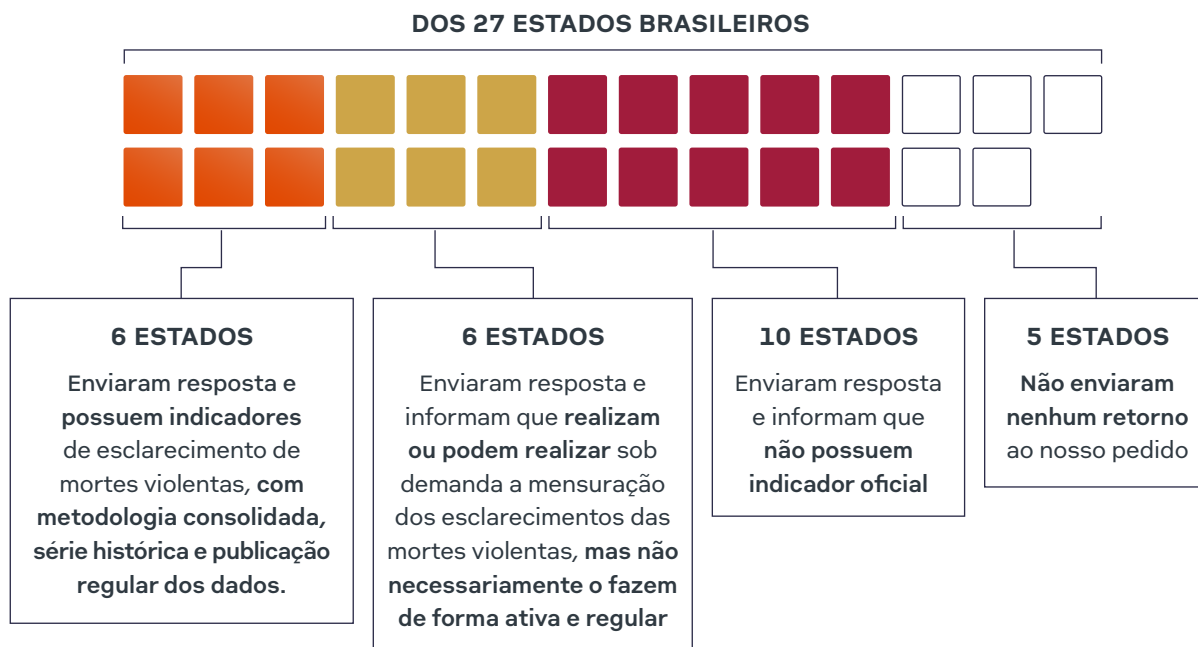 DOS 27 ESTADOS BRASILEIROS
6 ESTADOS
Enviaram resposta e
possuem indicadores
de esclarecimento de
mortes violentas, com
metodologia consolidada,
série histórica e publicação
regular dos dados.
6 ESTADOS
Enviaram resposta e
informam que realizam
ou podem realizar sob
demanda a mensuração
dos esclarecimentos das
mortes violentas, mas não
necessariamente o fazem
de forma ativa e regular
10 ESTADOS
Enviaram resposta
e informam que
não possuem
indicador oficial
5 ESTADOS
Não enviaram
nenhum retorno
ao nosso pedido